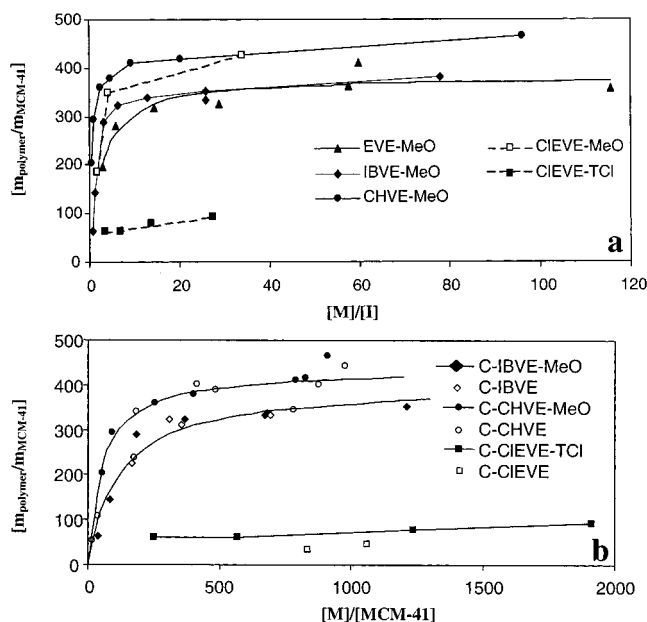 [m_polymer/m_MCM-41]
500
400
300
200
100
0
EVE-MeO
IBVE-MeO
CHVE-MeO
ClEVE-MeO
ClEVE-TCl
a
0 20 40 60 80 100 120
[M]/[I]
[m_polymer/m_MCM-41]
500
400
300
200
100
0
C-IBVE-MeO
C-IBVE
C-CHVE-MeO
C-CHVE
C-ClEVE-TCl
C-ClEVE
b
0 500 1000 1500 2000
[M]/[MCM-41]